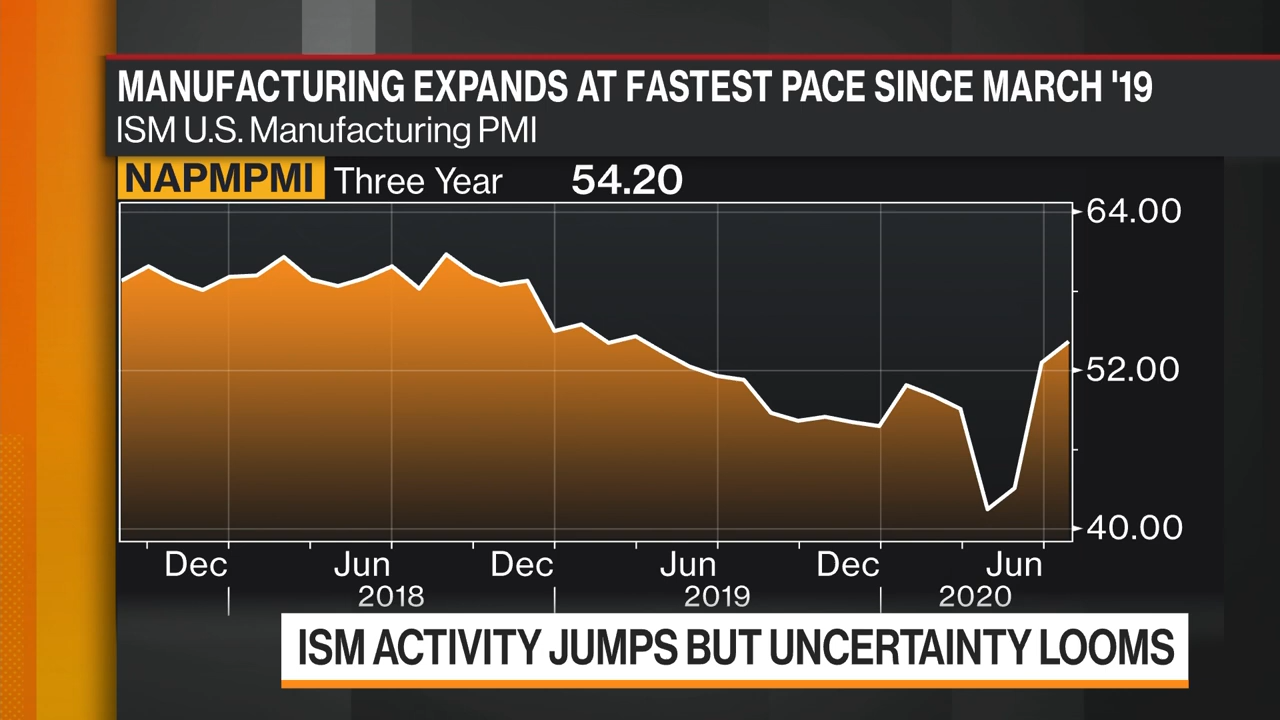 MANUFACTURING EXPANDS AT FASTEST PACE SINCE MARCH '19
ISM U.S. Manufacturing PMI
NAPMPMI Three Year 54.20
64.00
52.00
40.00
Dec Jun Dec Jun Dec Jun
2018 2019 2020
ISM ACTIVITY JUMPS BUT UNCERTAINTY LOOMS